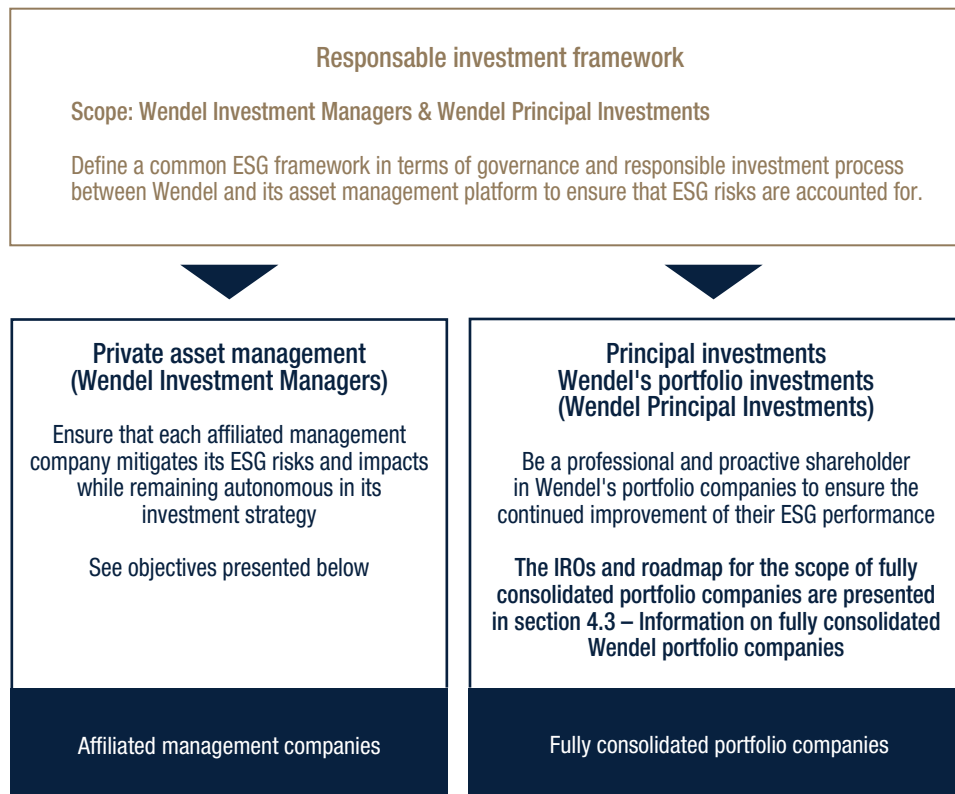 Responsable investment framework
Scope: Wendel Investment Managers & Wendel Principal Investments
Define a common ESG framework in terms of governance and responsible investment process
between Wendel and its asset management platform to ensure that ESG risks are accounted for.
Private asset management
(Wendel Investment Managers)
Ensure that each affiliated management
company mitigates its ESG risks and impacts
while remaining autonomous in its
investment strategy
See objectives presented below
Affiliated management companies
Principal investments
Wendel's portfolio investments
(Wendel Principal Investments)
Be a professional and proactive shareholder
in Wendel's portfolio companies to ensure the
continued improvement of their ESG performance
The IROs and roadmap for the scope of fully
consolidated portfolio companies are presented
in section 4.3 – Information on fully consolidated
Wendel portfolio companies
Fully consolidated portfolio companies